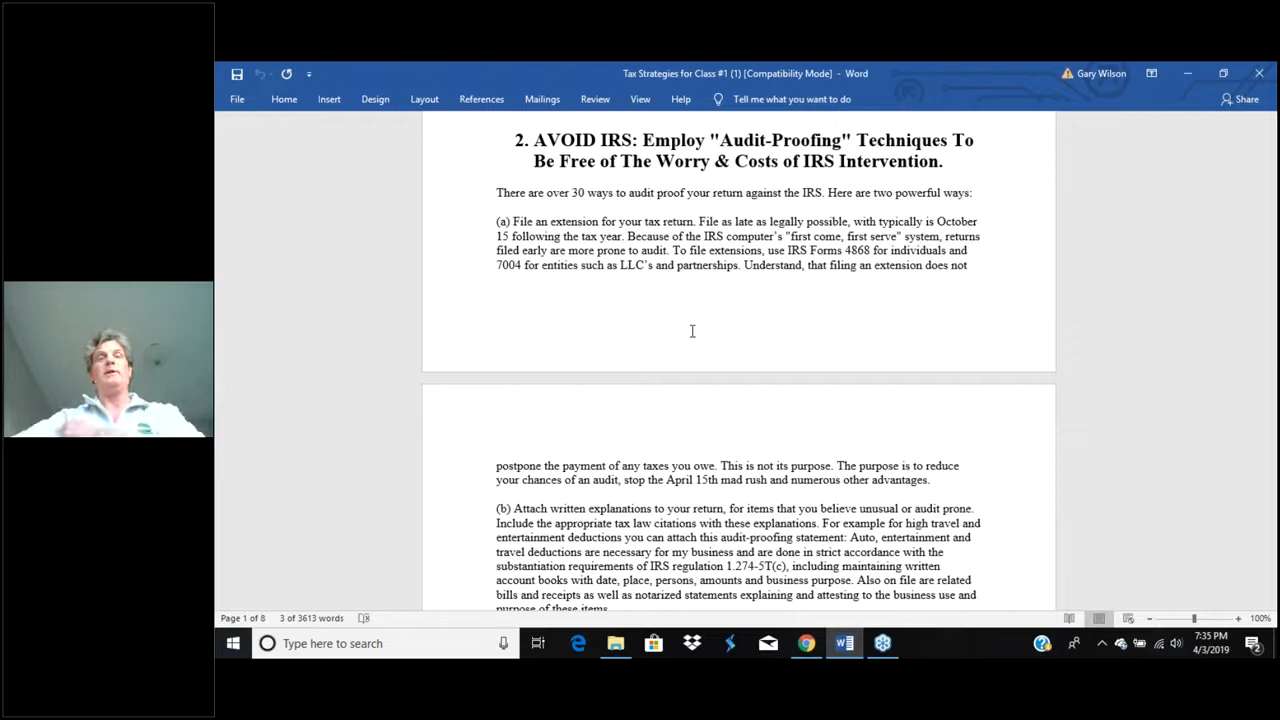 Tax Strategies for Class #1 (1) [Compatibility Mode] - Word
Gary Wilson
File Home Insert Design Layout References Mailings Review View Help Tell me what you want to do Share
2. AVOID IRS: Employ "Audit-Proofing" Techniques To
Be Free of The Worry & Costs of IRS Intervention.
There are over 30 ways to audit proof your return against the IRS. Here are two powerful ways:
(a) File an extension for your tax return. File as late as legally possible, with typically is October
15 following the tax year. Because of the IRS computer's "first come, first serve" system, returns
filed early are more prone to audit. To file extensions, use IRS Forms 4868 for individuals and
7004 for entities such as LLC's and partnerships. Understand, that filing an extension does not
postpone the payment of any taxes you owe. This is not its purpose. The purpose is to reduce
your chances of an audit, stop the April 15th mad rush and numerous other advantages.
(b) Attach written explanations to your return, for items that you believe unusual or audit prone.
Include the appropriate tax law citations with these explanations. For example for high travel and
entertainment deductions you can attach this audit-proofing statement: Auto, entertainment and
travel deductions are necessary for my business and are done in strict accordance with the
substantiation requirements of IRS regulation 1.274-5T(c), including maintaining written
account books with date, place, persons, amounts and business purpose. Also on file are related
bills and receipts as well as notarized statements explaining and attesting to the business use and
purpose of these items.
Page 1 of 8 3 of 3613 words 100%
Type here to search
7:35 PM
4/3/2019
2